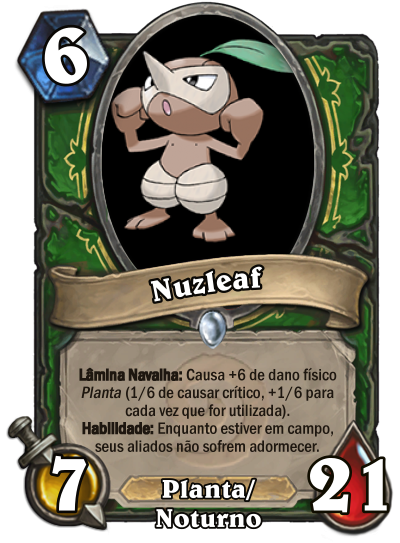 6
Nuzleaf
Lâmina Navalha: Causa +6 de dano físico
Planta (1/6 de causar crítico, +1/6 para
cada vez que for utilizada).
Habilidade: Enquanto estiver em campo,
seus aliados não sofrem adormecer.
7
Planta/
Noturno
21